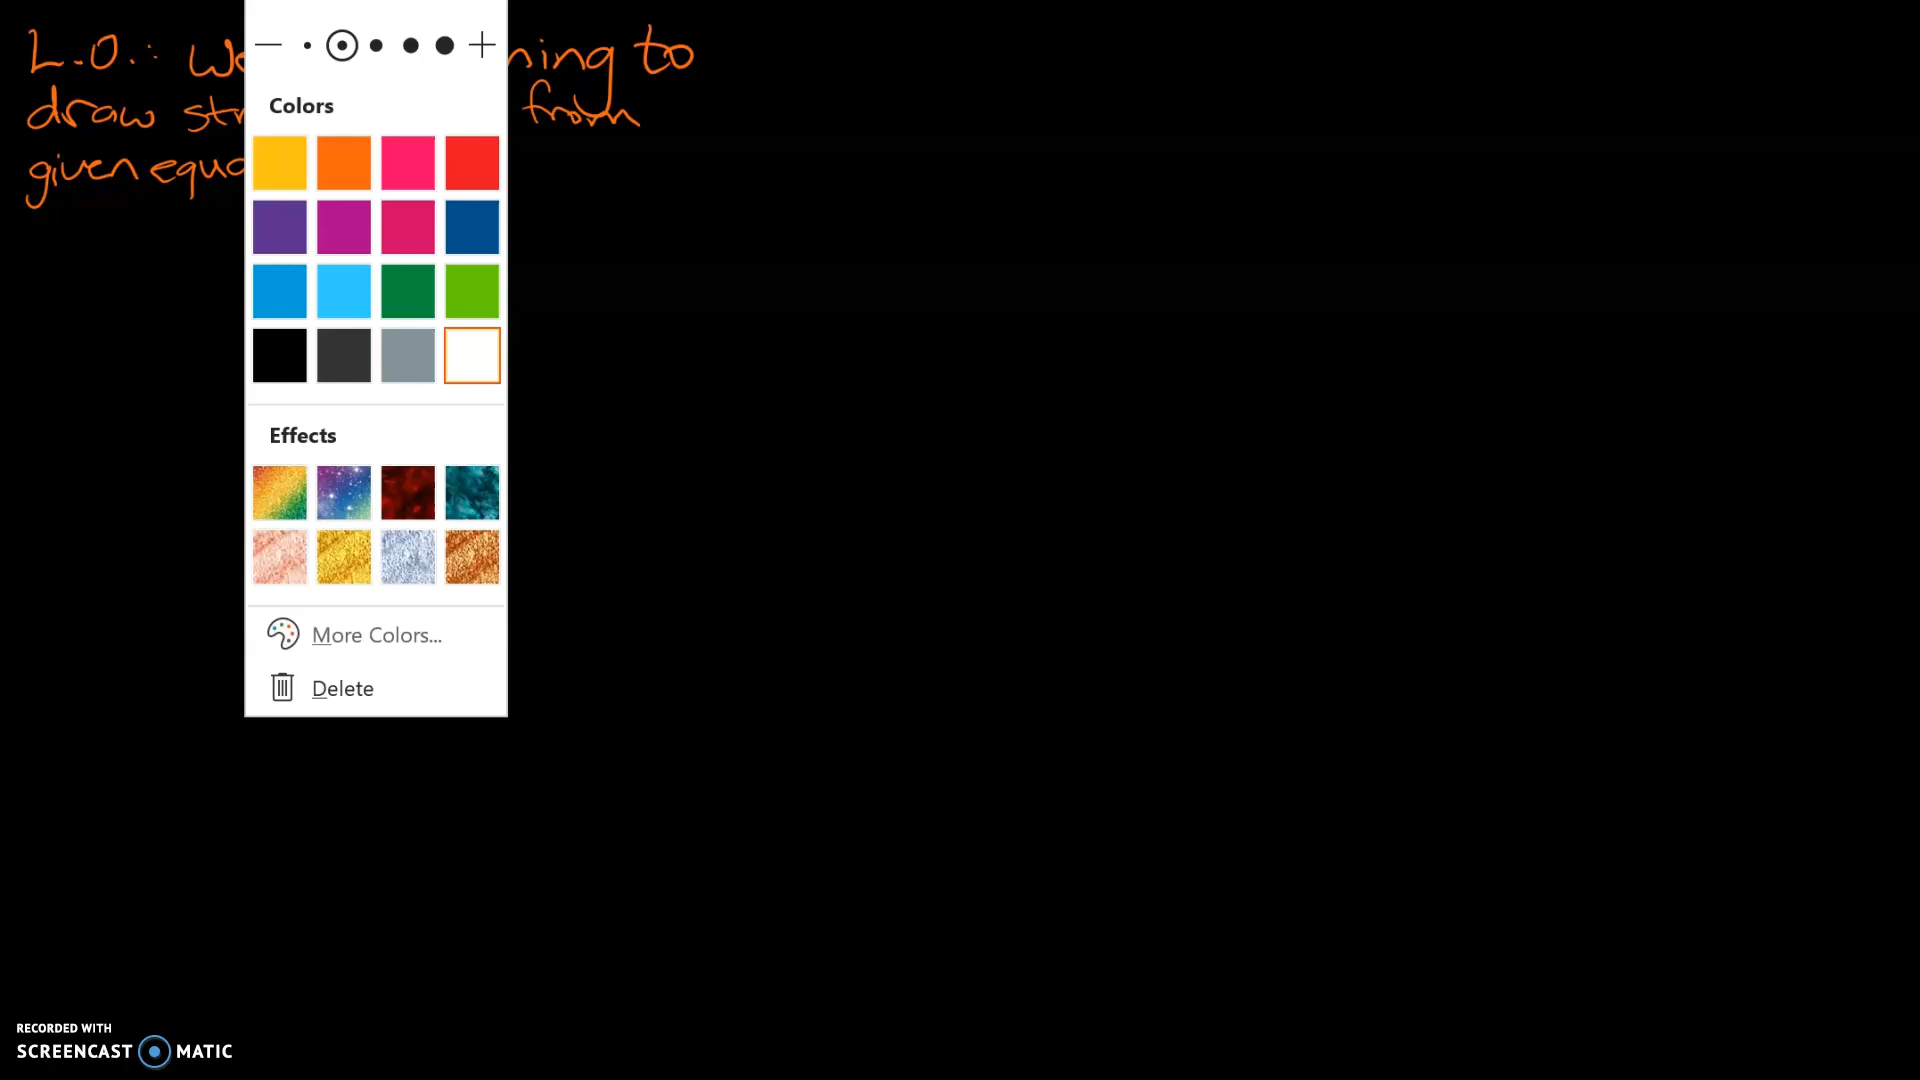 L.O.: We ning to
draw str from
given equa
Colors
Effects
More Colors...
Delete
RECORDED WITH
SCREENCAST MATIC